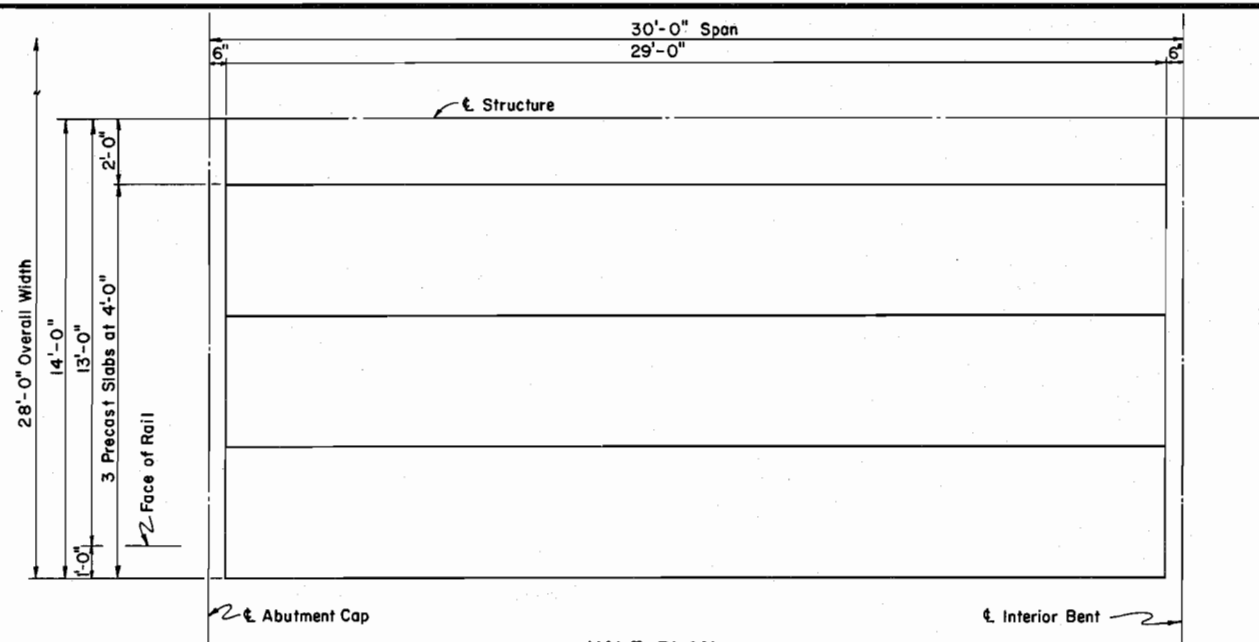 30'-0" Span
29'-0"
6"
6"
℄ Structure
2'-0"
28'-0" Overall Width
14'-0"
13'-0"
3 Precast Slabs at 4'-0"
Face of Rail
1'-0"
℄ Abutment Cap
℄ Interior Bent